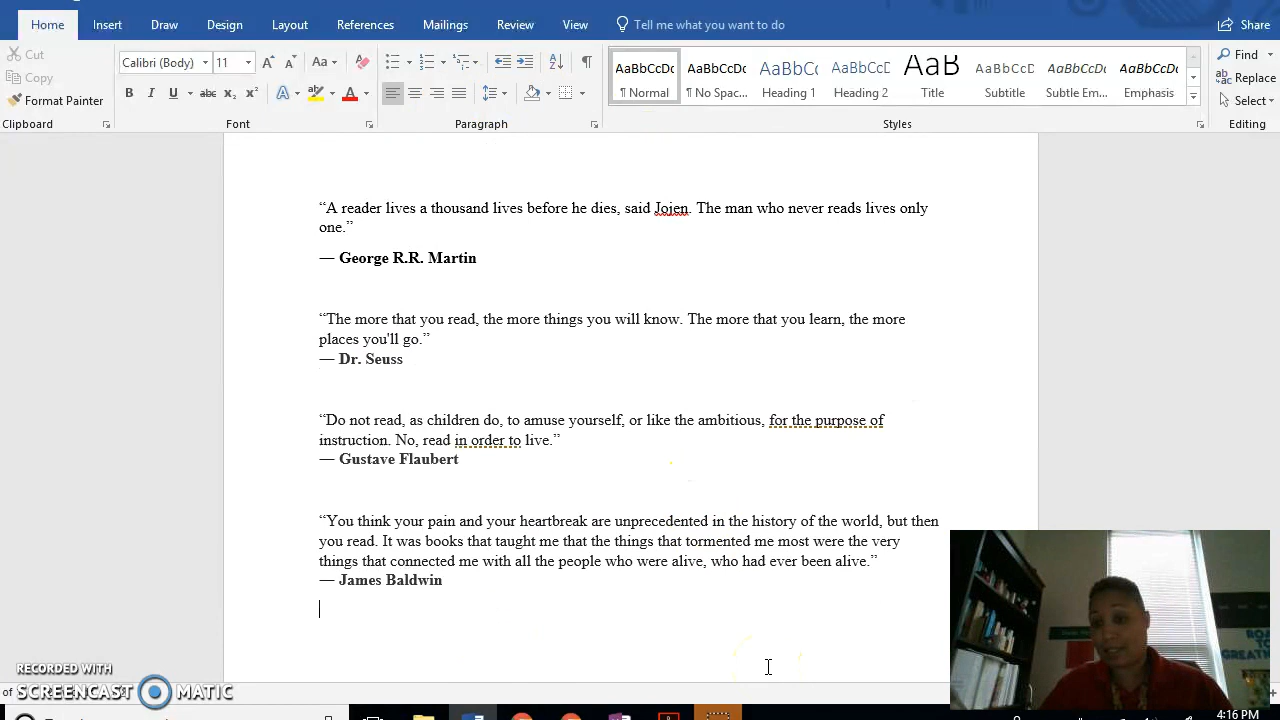 Home Insert Draw Design Layout References Mailings Review View Tell me what you want to do Share
Cut
Copy
Format Painter
Clipboard
Calibri (Body) 11
Font
Paragraph
AaBbCcDc AaBbCcDc AaBbC AaBbCcD AaB AaBbCcD AaBbCcDc AaBbCcDc
¶ Normal ¶ No Spac... Heading 1 Heading 2 Title Subtitle Subtle Em... Emphasis
Styles
Find
Replace
Select
Editing
“A reader lives a thousand lives before he dies, said Jojen. The man who never reads lives only
one.”
— George R.R. Martin
“The more that you read, the more things you will know. The more that you learn, the more
places you'll go.”
— Dr. Seuss
“Do not read, as children do, to amuse yourself, or like the ambitious, for the purpose of
instruction. No, read in order to live.”
— Gustave Flaubert
“You think your pain and your heartbreak are unprecedented in the history of the world, but then
you read. It was books that taught me that the things that tormented me most were the very
things that connected me with all the people who were alive, who had ever been alive.”
— James Baldwin
RECORDED WITH
SCREENCAST MATIC
of
4:16 PM